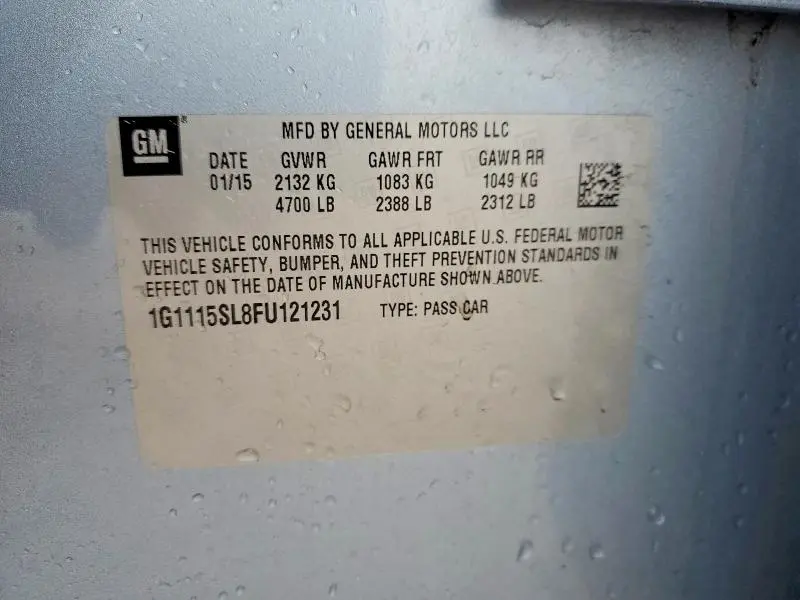 GM
MFD BY GENERAL MOTORS LLC
DATE GVWR GAWR FRT GAWR RR
01/15 2132 KG 1083 KG 1049 KG
4700 LB 2388 LB 2312 LB
THIS VEHICLE CONFORMS TO ALL APPLICABLE U.S. FEDERAL MOTOR
VEHICLE SAFETY, BUMPER, AND THEFT PREVENTION STANDARDS IN
EFFECT ON THE DATE OF MANUFACTURE SHOWN ABOVE.
1G1115SL8FU121231 TYPE: PASS CAR